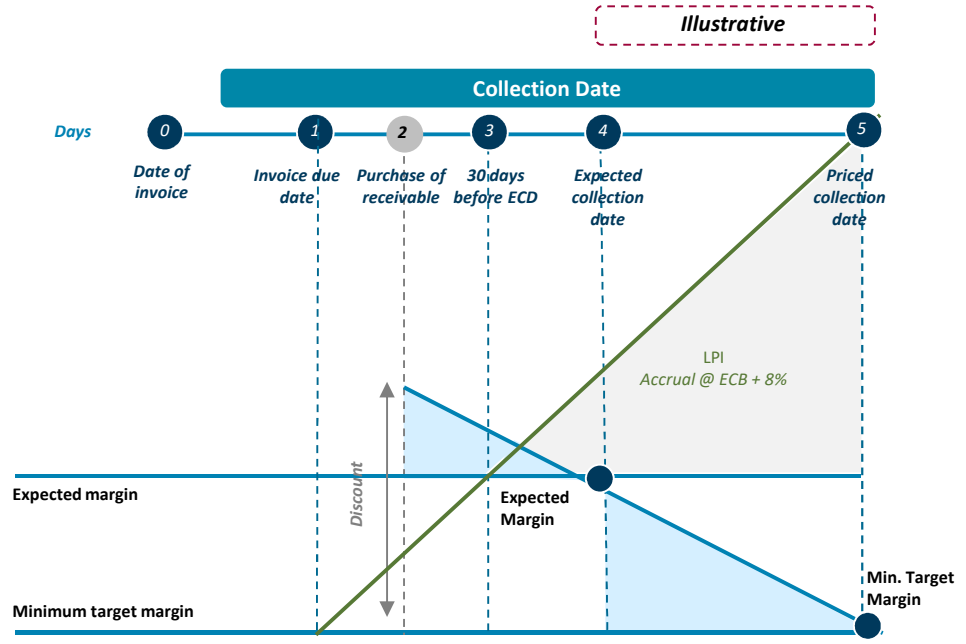 Illustrative
Collection Date
Days
0
1
2
3
4
5
Date of
invoice
Invoice due
date
Purchase of
receivable
30 days
before ECD
Expected
collection
date
Priced
collection
date
LPI
Accrual @ ECB + 8%
Discount
Expected margin
Expected
Margin
Min. Target
Margin
Minimum target margin